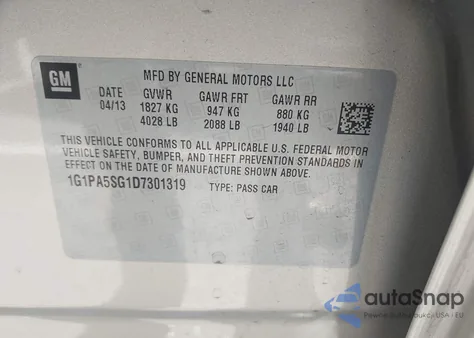 GM
MFD BY GENERAL MOTORS LLC
DATE GVWR GAWR FRT GAWR RR
04/13 1827 KG 947 KG 880 KG
4028 LB 2088 LB 1940 LB
THIS VEHICLE CONFORMS TO ALL APPLICABLE U.S. FEDERAL MOTOR
VEHICLE SAFETY, BUMPER, AND THEFT PREVENTION STANDARDS IN
EFFECT ON THE DATE OF MANUFACTURE SHOWN ABOVE.
1G1PA5SG1D7301319 TYPE: PASS CAR
autoSnap
USA - EU